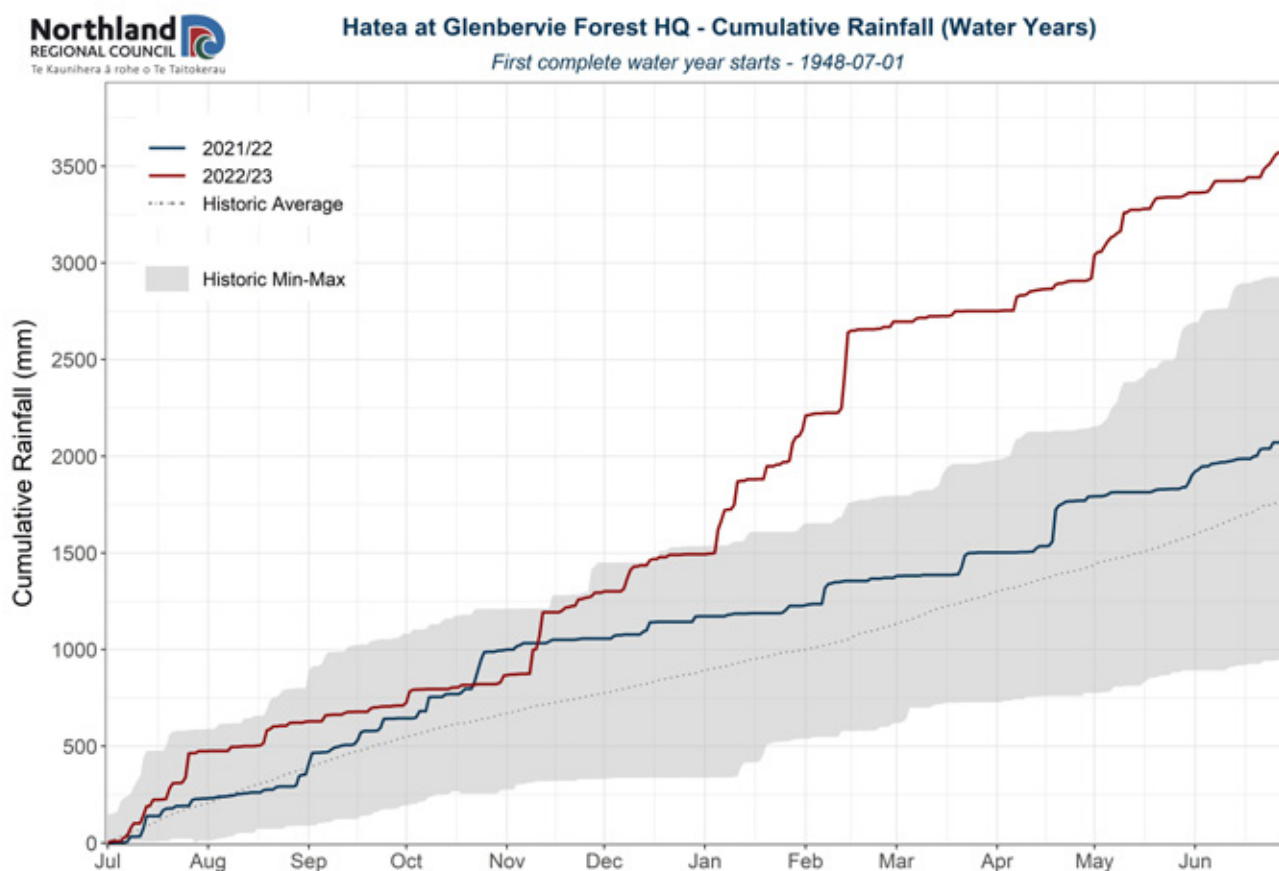 Northland
REGIONAL COUNCIL
Te Kaunihera ā rohe o Te Taitokerau
Hatea at Glenbervie Forest HQ - Cumulative Rainfall (Water Years)
First complete water year starts - 1948-07-01
2021/22
2022/23
Historic Average
Historic Min-Max
Cumulative Rainfall (mm)
3500
3000
2500
2000
1500
1000
500
0
Jul Aug Sep Oct Nov Dec Jan Feb Mar Apr May Jun